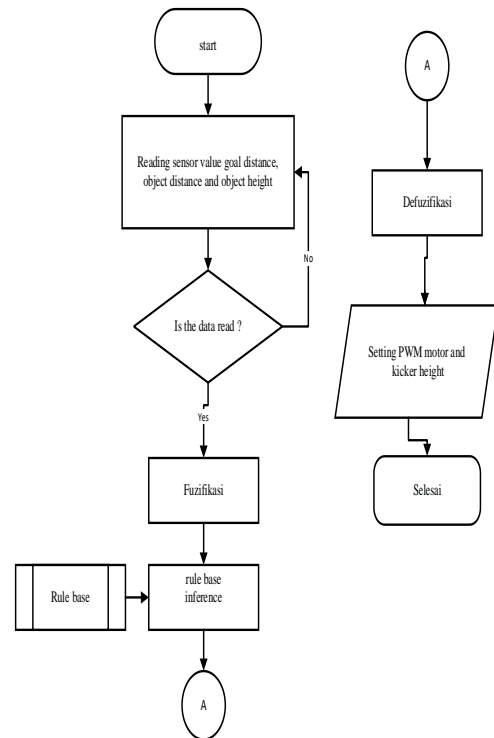 start
Reading sensor value goal distance,
object distance and object height
No
Is the data read ?
Yes
Fuzifikasi
Rule base
rule base
inference
A
A
Defuzifikasi
Setting PWM motor and
kicker height
Selesai